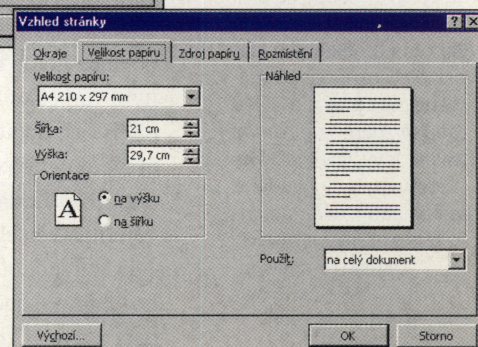 Vzhled stránky
Okraje Velikost papíru Zdroj papíru Rozmístění
Velikost papíru:
A4 210 x 297 mm
Šířka: 21 cm
Výška: 29,7 cm
Orientace
A
na výšku
na šířku
Náhled
Použít: na celý dokument
Výchozí... OK Storno